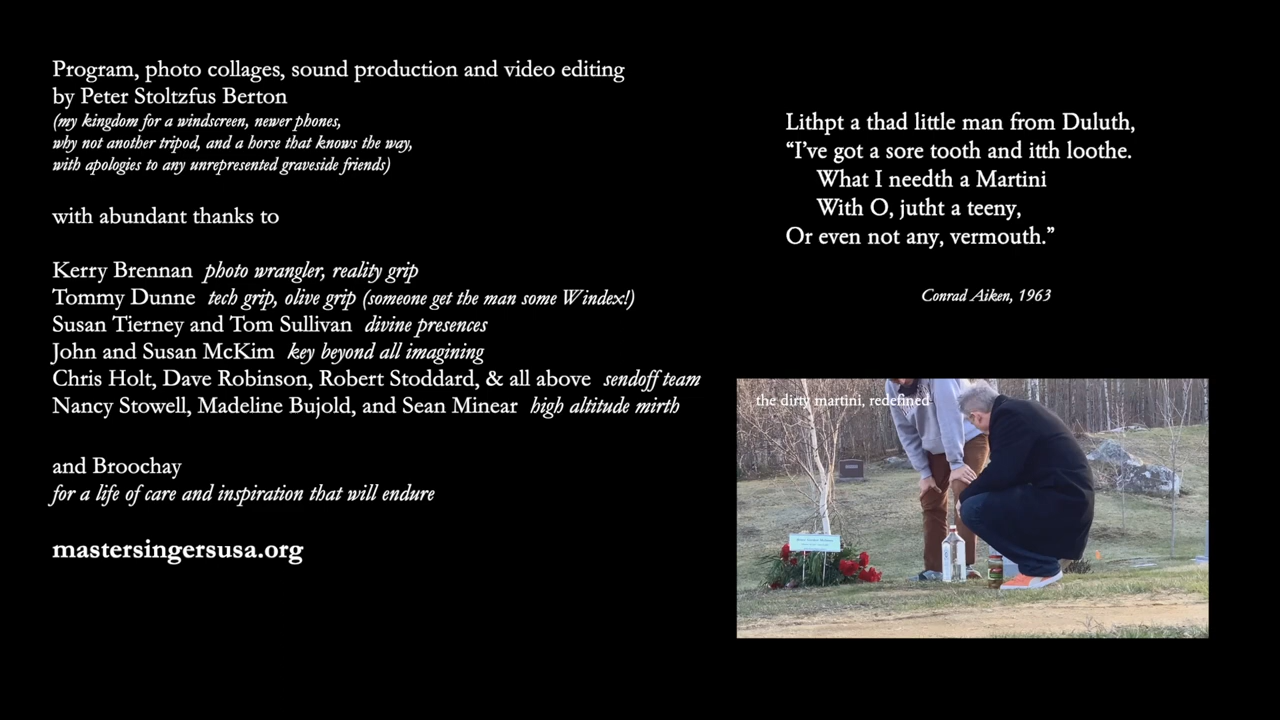 Program, photo collages, sound production and video editing
by Peter Stoltzfus Berton
(my kingdom for a windscreen, newer phones,
why not another tripod, and a horse that knows the way,
with apologies to any unrepresented graveside friends)
with abundant thanks to
Kerry Brennan photo wrangler, reality grip
Tommy Dunne tech grip, olive grip (someone get the man some Windex!)
Susan Tierney and Tom Sullivan divine presences
John and Susan McKim key beyond all imagining
Chris Holt, Dave Robinson, Robert Stoddard, & all above sendoff team
Nancy Stowell, Madeline Bujold, and Sean Minear high altitude mirth
and Broochay
for a life of care and inspiration that will endure
mastersingersusa.org
Lithpt a thad little man from Duluth,
“I’ve got a sore tooth and itth loothe.
What I needth a Martini
With O, jutht a teeny,
Or even not any, vermouth.”
Conrad Aiken, 1963
the dirty martini, redefined